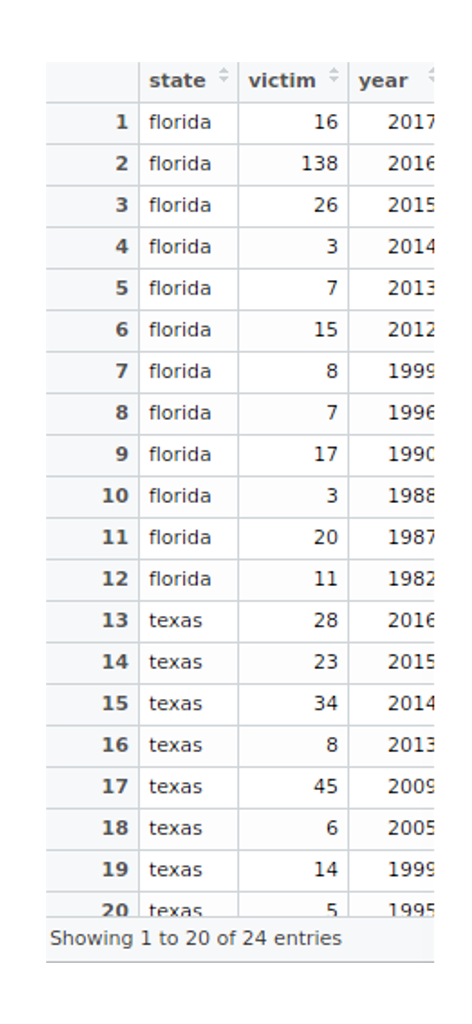 state victim year
1 florida 16 2017
2 florida 138 2016
3 florida 26 2015
4 florida 3 2014
5 florida 7 2013
6 florida 15 2012
7 florida 8 1999
8 florida 7 1996
9 florida 17 1990
10 florida 3 1988
11 florida 20 1987
12 florida 11 1982
13 texas 28 2016
14 texas 23 2015
15 texas 34 2014
16 texas 8 2013
17 texas 45 2009
18 texas 6 2005
19 texas 14 1999
20 texas 5 1995
Showing 1 to 20 of 24 entries